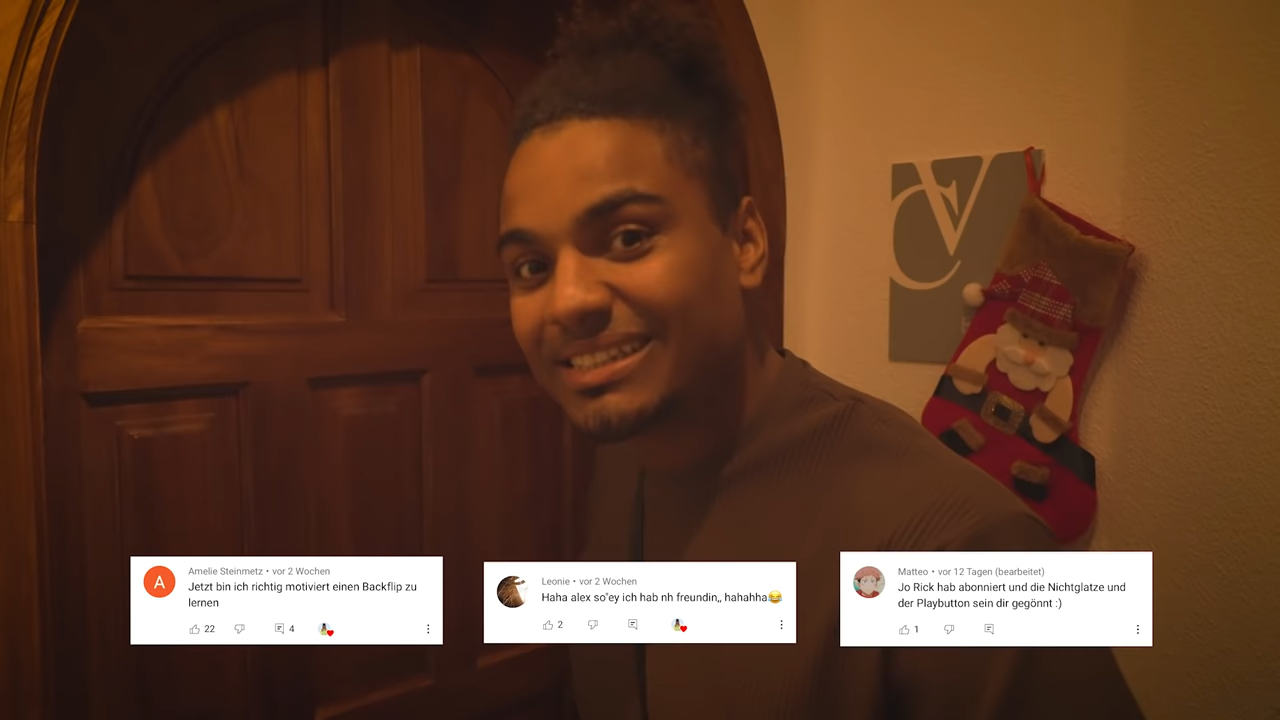 CV
A
Amelie Steinmetz • vor 2 Wochen
Jetzt bin ich richtig motiviert einen Backflip zu
lernen
22
4
Leonie • vor 2 Wochen
Haha alex so"ey ich hab nh freundin,, hahahha😂
2
Matteo • vor 12 Tagen (bearbeitet)
Jo Rick hab abonniert und die Nichtglatze und
der Playbutton sein dir gegönnt :)
1